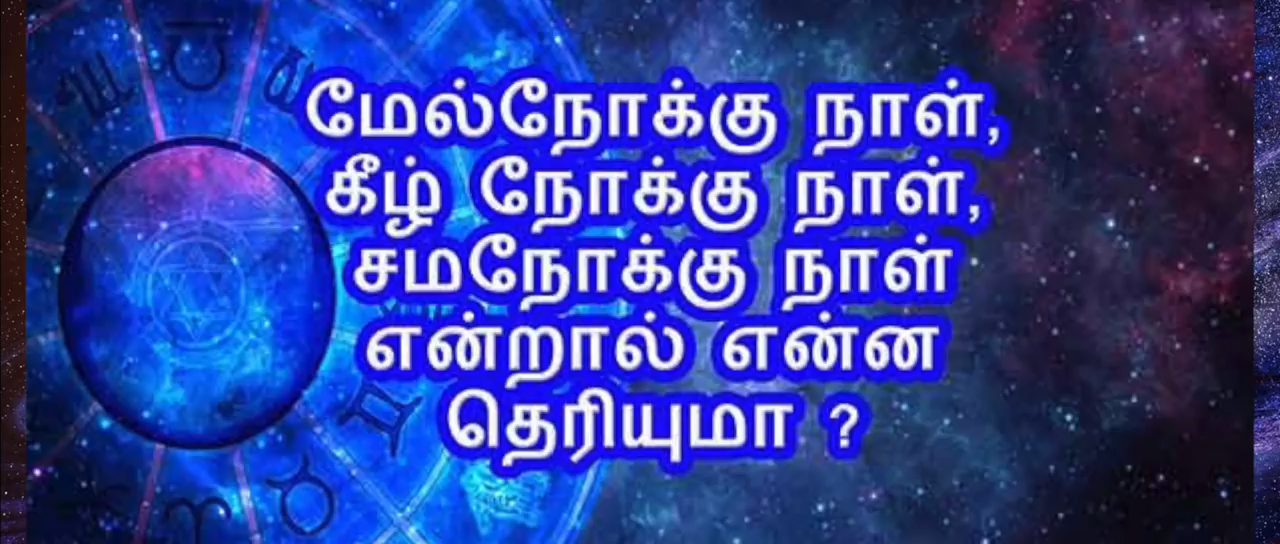 மேல்நோக்கு நாள்,
கீழ் நோக்கு நாள்,
சமநோக்கு நாள்
என்றால் என்ன
தெரியுமா ?